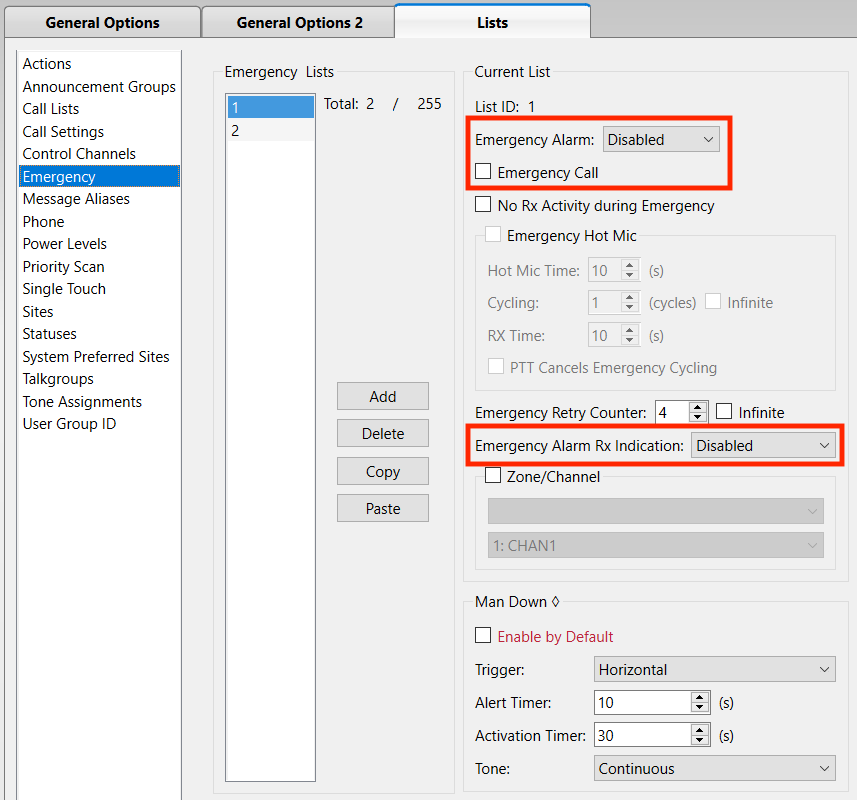 General Options
General Options 2
Lists
Actions
Announcement Groups
Call Lists
Call Settings
Control Channels
Emergency
Message Aliases
Phone
Power Levels
Priority Scan
Single Touch
Sites
Statuses
System Preferred Sites
Talkgroups
Tone Assignments
User Group ID
Emergency Lists
1
2
Total: 2 / 255
Add
Delete
Copy
Paste
Current List
List ID: 1
Emergency Alarm: Disabled
Emergency Call
No Rx Activity during Emergency
Emergency Hot Mic
Hot Mic Time: 10 (s)
Cycling: 1 (cycles) Infinite
RX Time: 10 (s)
PTT Cancels Emergency Cycling
Emergency Retry Counter: 4 Infinite
Emergency Alarm Rx Indication: Disabled
Zone/Channel
1: CHAN1
Man Down ◊
Enable by Default
Trigger: Horizontal
Alert Timer: 10 (s)
Activation Timer: 30 (s)
Tone: Continuous